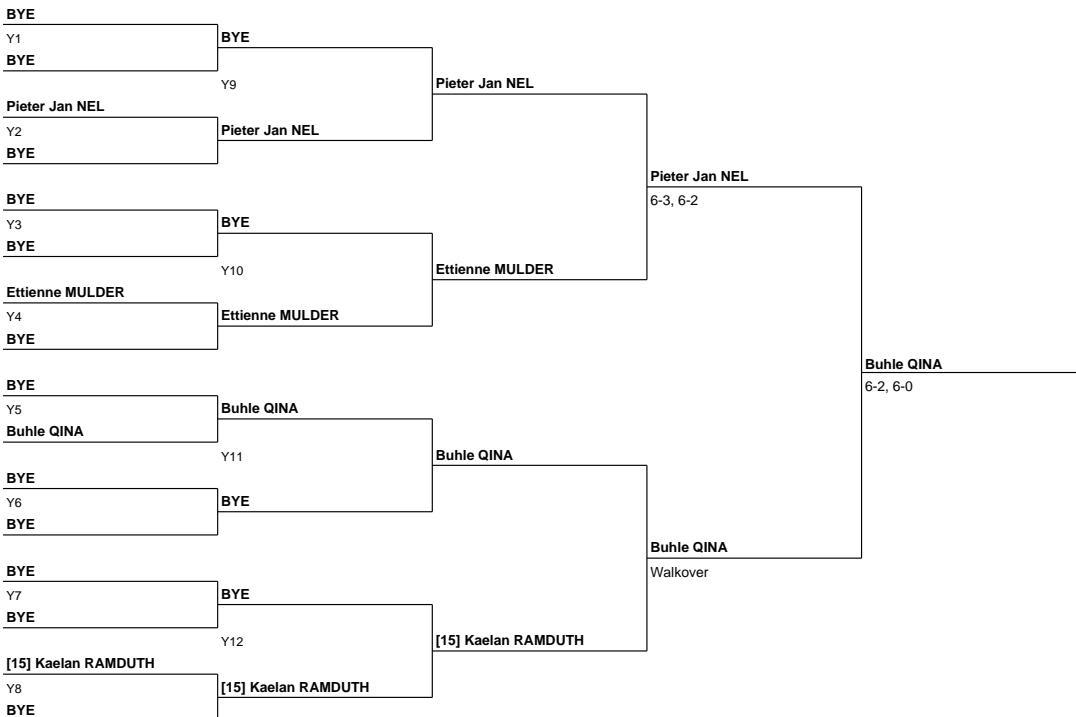 BYE
Y1
BYE
BYE
Y9
Pieter Jan NEL
Y2
BYE
Pieter Jan NEL
Pieter Jan NEL
BYE
Y3
BYE
BYE
Y10
Ettienne MULDER
Y4
BYE
Ettienne MULDER
Ettienne MULDER
Pieter Jan NEL
6-3, 6-2
BYE
Y5
Buhle QINA
Buhle QINA
Y11
BYE
Y6
BYE
BYE
Buhle QINA
BYE
Y7
BYE
BYE
Y12
[15] Kaelan RAMDUTH
Y8
BYE
[15] Kaelan RAMDUTH
[15] Kaelan RAMDUTH
Buhle QINA
Walkover
Buhle QINA
6-2, 6-0